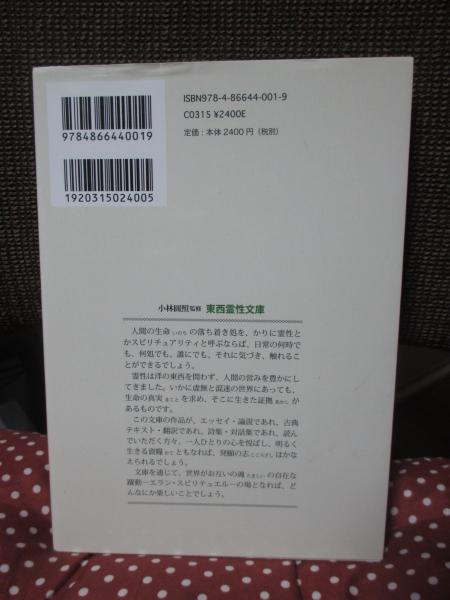 ISBN978-4-86644-001-9
C0315 ¥2400E
定価：本体2400円（税別）
9784866440019
1920315024005
小林圓照 監修 東西霊性文庫
人間の生命いのちの落ち着き処を、かりに霊性と
かスピリチュアリティと呼ぶならば、日常の何時で
も、何処でも、誰にでも、それに気づき、触れるこ
とができるでしょう。
霊性は洋の東西を問わず、人間の営みを豊かにし
てきました。いかに虚無と混迷の世界にあっても、
生命の真実まことを求め、そこに生きた証拠あかしが
あるものです。
この文庫の作品が、エッセイ・論説であれ、古典
テキスト・翻訳であれ、詩集・対話集であれ、読ん
でいただく方々、一人ひとりの心を悦ばし、明るく
生きる資糧かてともなれば、発願の志こころざしはかな
えられるでしょう。
文庫を通じて、世界がお互いの魂たましいの自在な
躍動―エラン・スピリチュエル―の場となれば、ど
んなにか楽しいことでしょう。